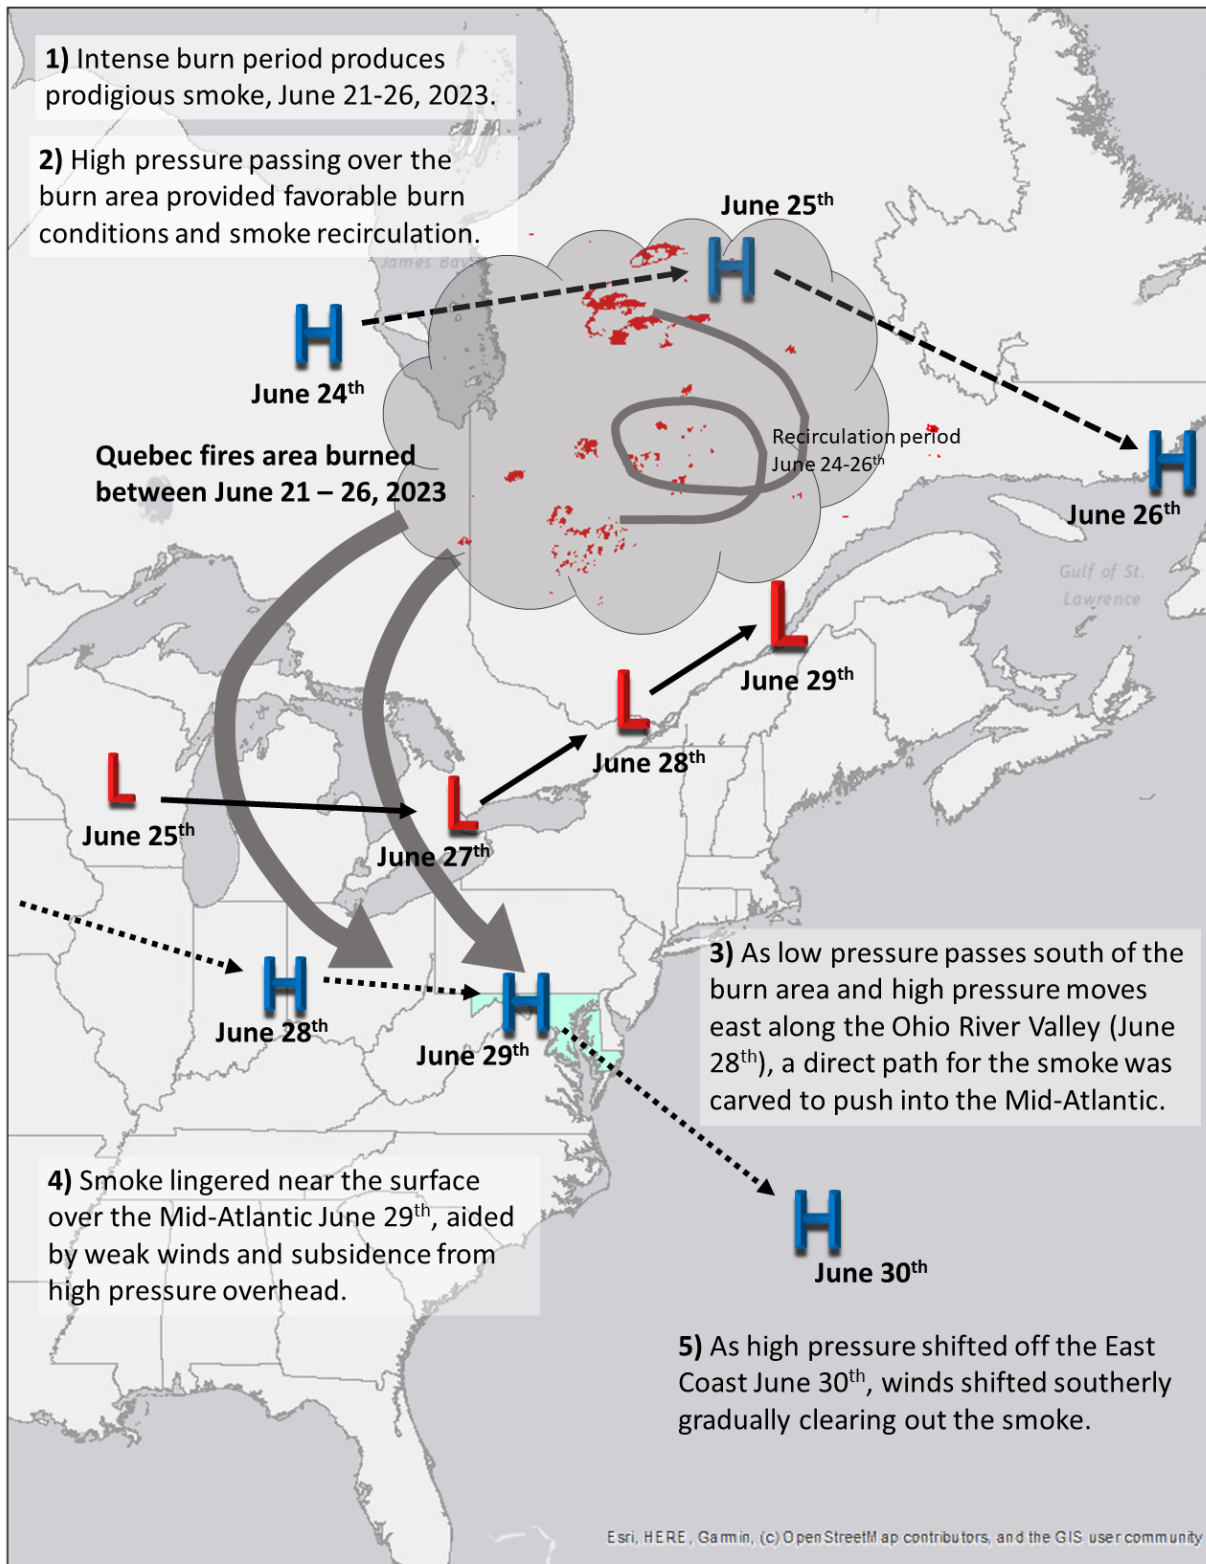 1) Intense burn period produces
prodigious smoke, June 21-26, 2023.
2) High pressure passing over the
burn area provided favorable burn
conditions and smoke recirculation.
James Bay
June 25th
H
H
June 24th
Quebec fires area burned
between June 21 – 26, 2023
Recirculation period
June 24-26th
H
June 26th
Gulf of St.
Lawrence
L
June 29th
L
June 28th
L
June 25th
L
June 27th
H
June 28th
H
June 29th
3) As low pressure passes south of the
burn area and high pressure moves
east along the Ohio River Valley (June
28th), a direct path for the smoke was
carved to push into the Mid-Atlantic.
4) Smoke lingered near the surface
over the Mid-Atlantic June 29th, aided
by weak winds and subsidence from
high pressure overhead.
H
June 30th
5) As high pressure shifted off the East
Coast June 30th, winds shifted southerly
gradually clearing out the smoke.
Esri, HERE, Garmin, (c) OpenStreetMap contributors, and the GIS user community